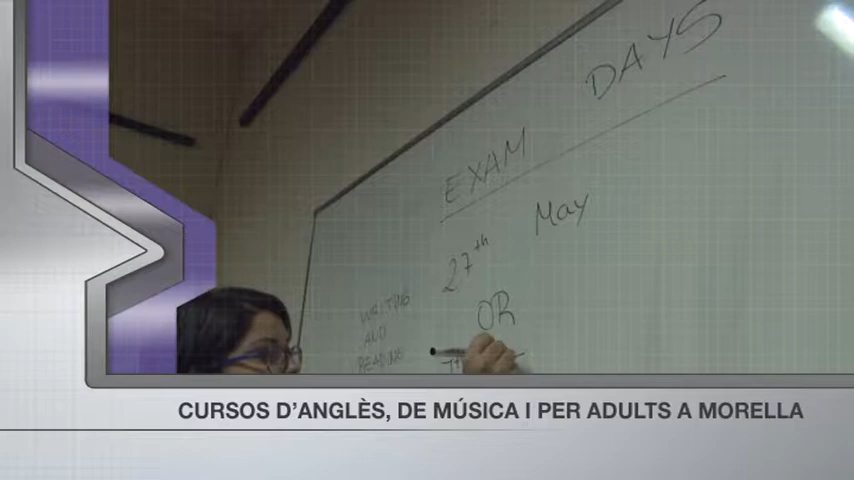 EXAM DAYS
27th May
OR
WRITING
AND
READING
CURSOS D'ANGLÈS, DE MÚSICA I PER ADULTS A MORELLA